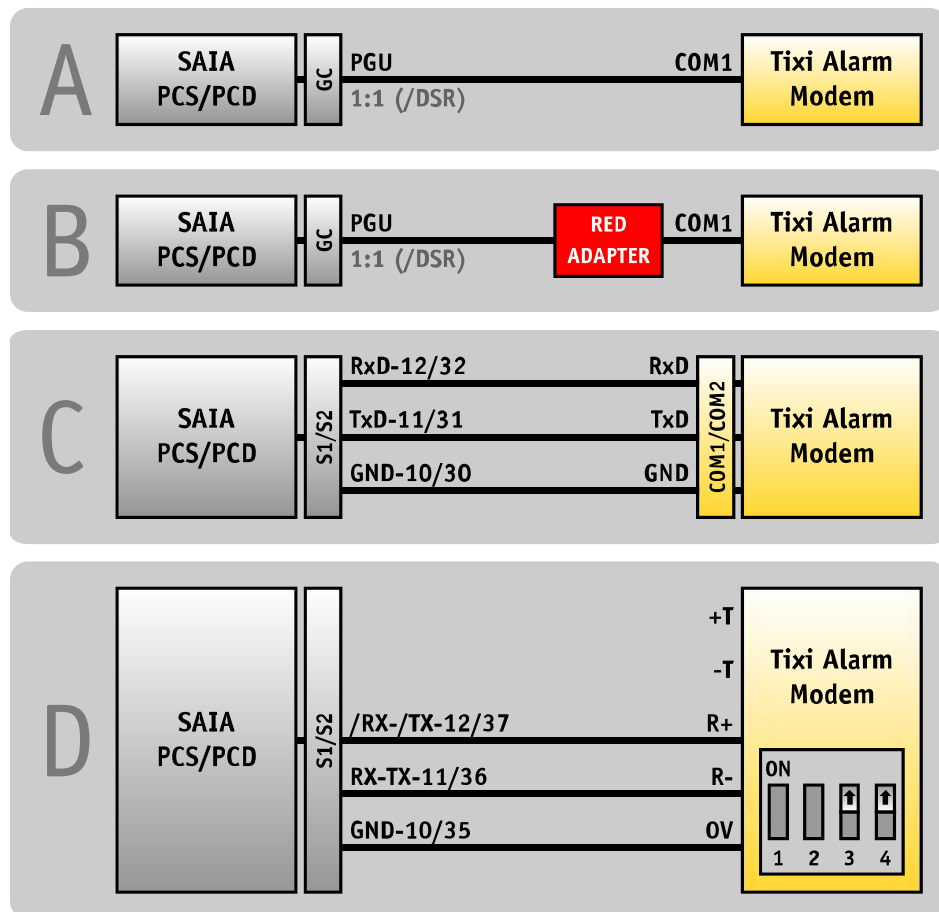 A
SAIA
PCS/PCD
GC
PGU
1:1 (/DSR)
COM1
Tixi Alarm
Modem
B
SAIA
PCS/PCD
GC
PGU
1:1 (/DSR)
RED
ADAPTER
COM1
Tixi Alarm
Modem
C
SAIA
PCS/PCD
S1/S2
RxD-12/32
TxD-11/31
GND-10/30
RxD
TxD
GND
COM1/COM2
Tixi Alarm
Modem
D
SAIA
PCS/PCD
S1/S2
/RX-/TX-12/37
RX-TX-11/36
GND-10/35
+T
-T
R+
R-
0V
Tixi Alarm
Modem
ON
1 2 3 4